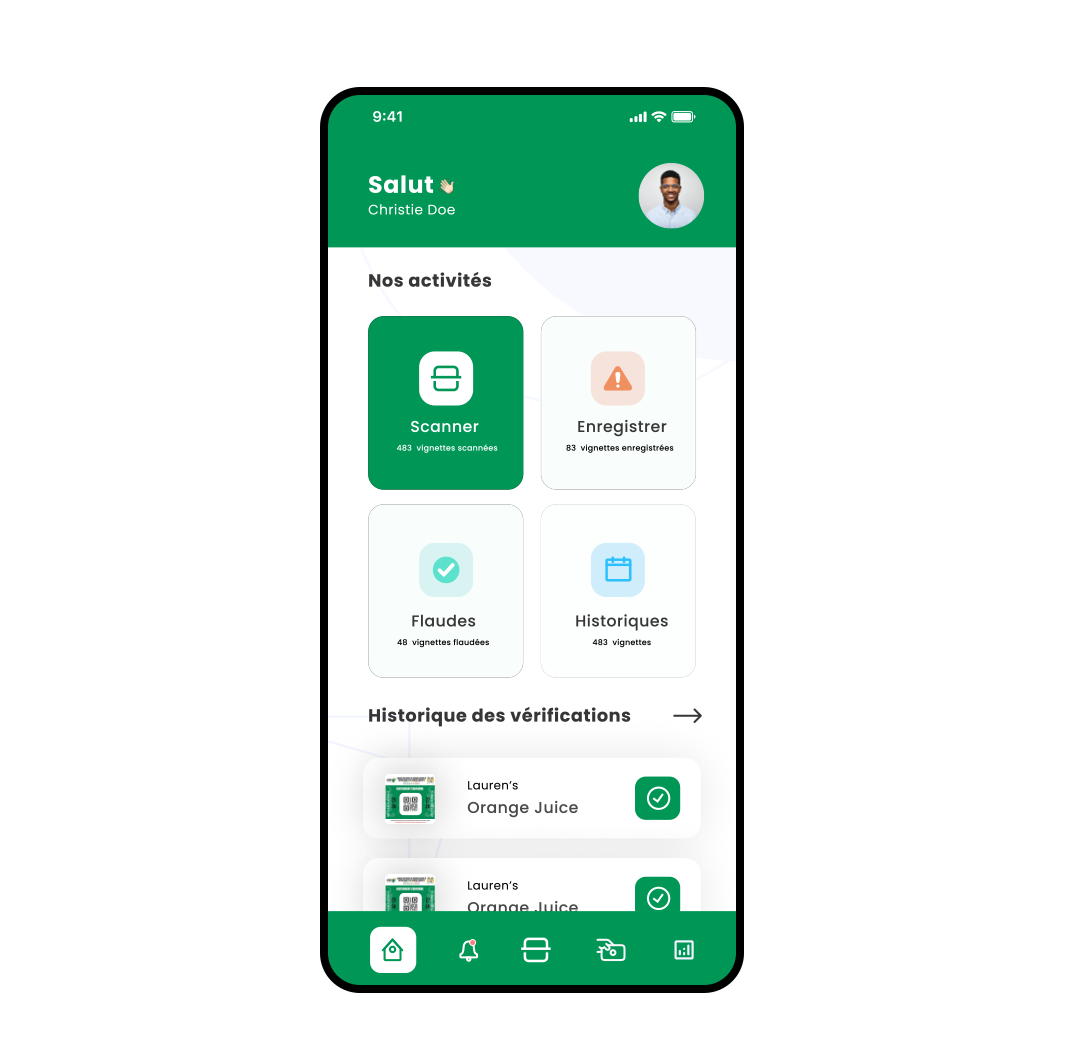 9:41
Salut 👋🏻
Christie Doe
Nos activités
Scanner
483 vignettes scannées
Enregistrer
83 vignettes enregistrées
Flaudes
48 vignettes flaudées
Historiques
483 vignettes
Historique des vérifications
Lauren’s
Orange Juice
Lauren’s
Orange Juice